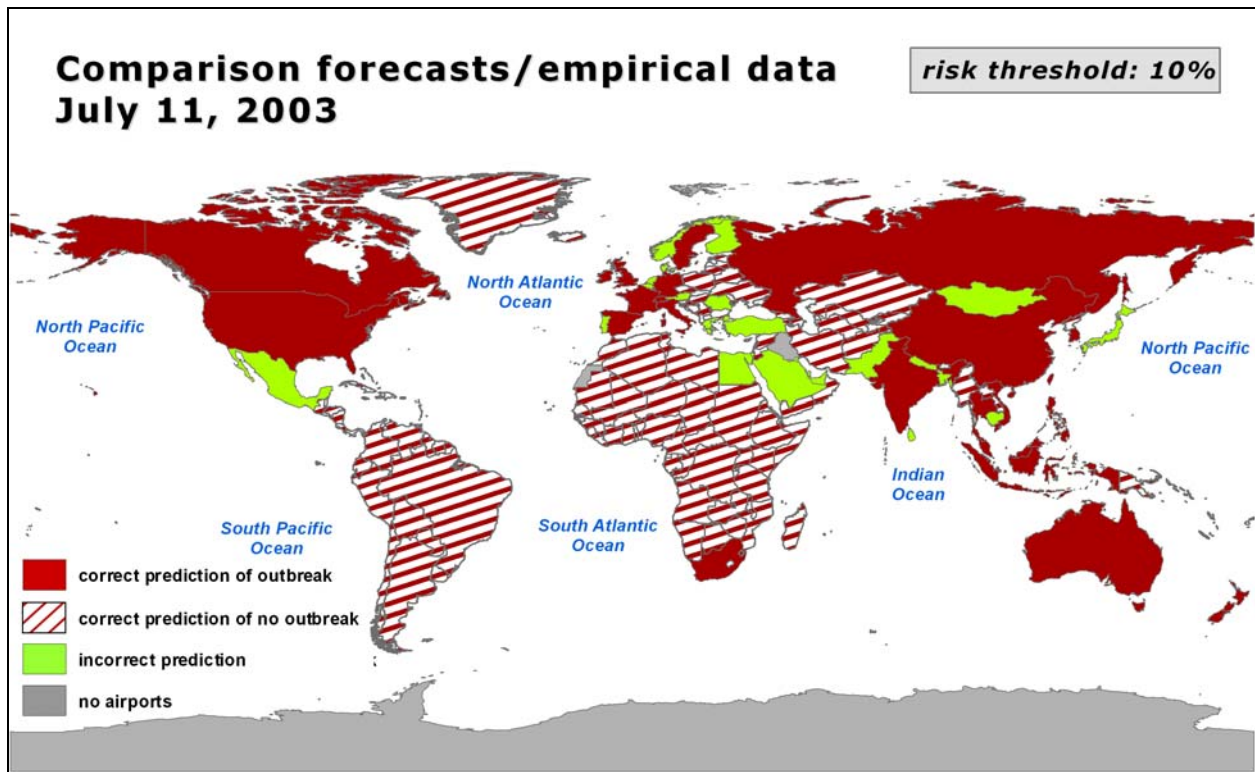 Comparison forecasts/empirical data
July 11, 2003
risk threshold: 10%
North Atlantic
Ocean
North Pacific
Ocean
North Pacific
Ocean
Indian
Ocean
South Pacific
Ocean
South Atlantic
Ocean
correct prediction of outbreak
correct prediction of no outbreak
incorrect prediction
no airports